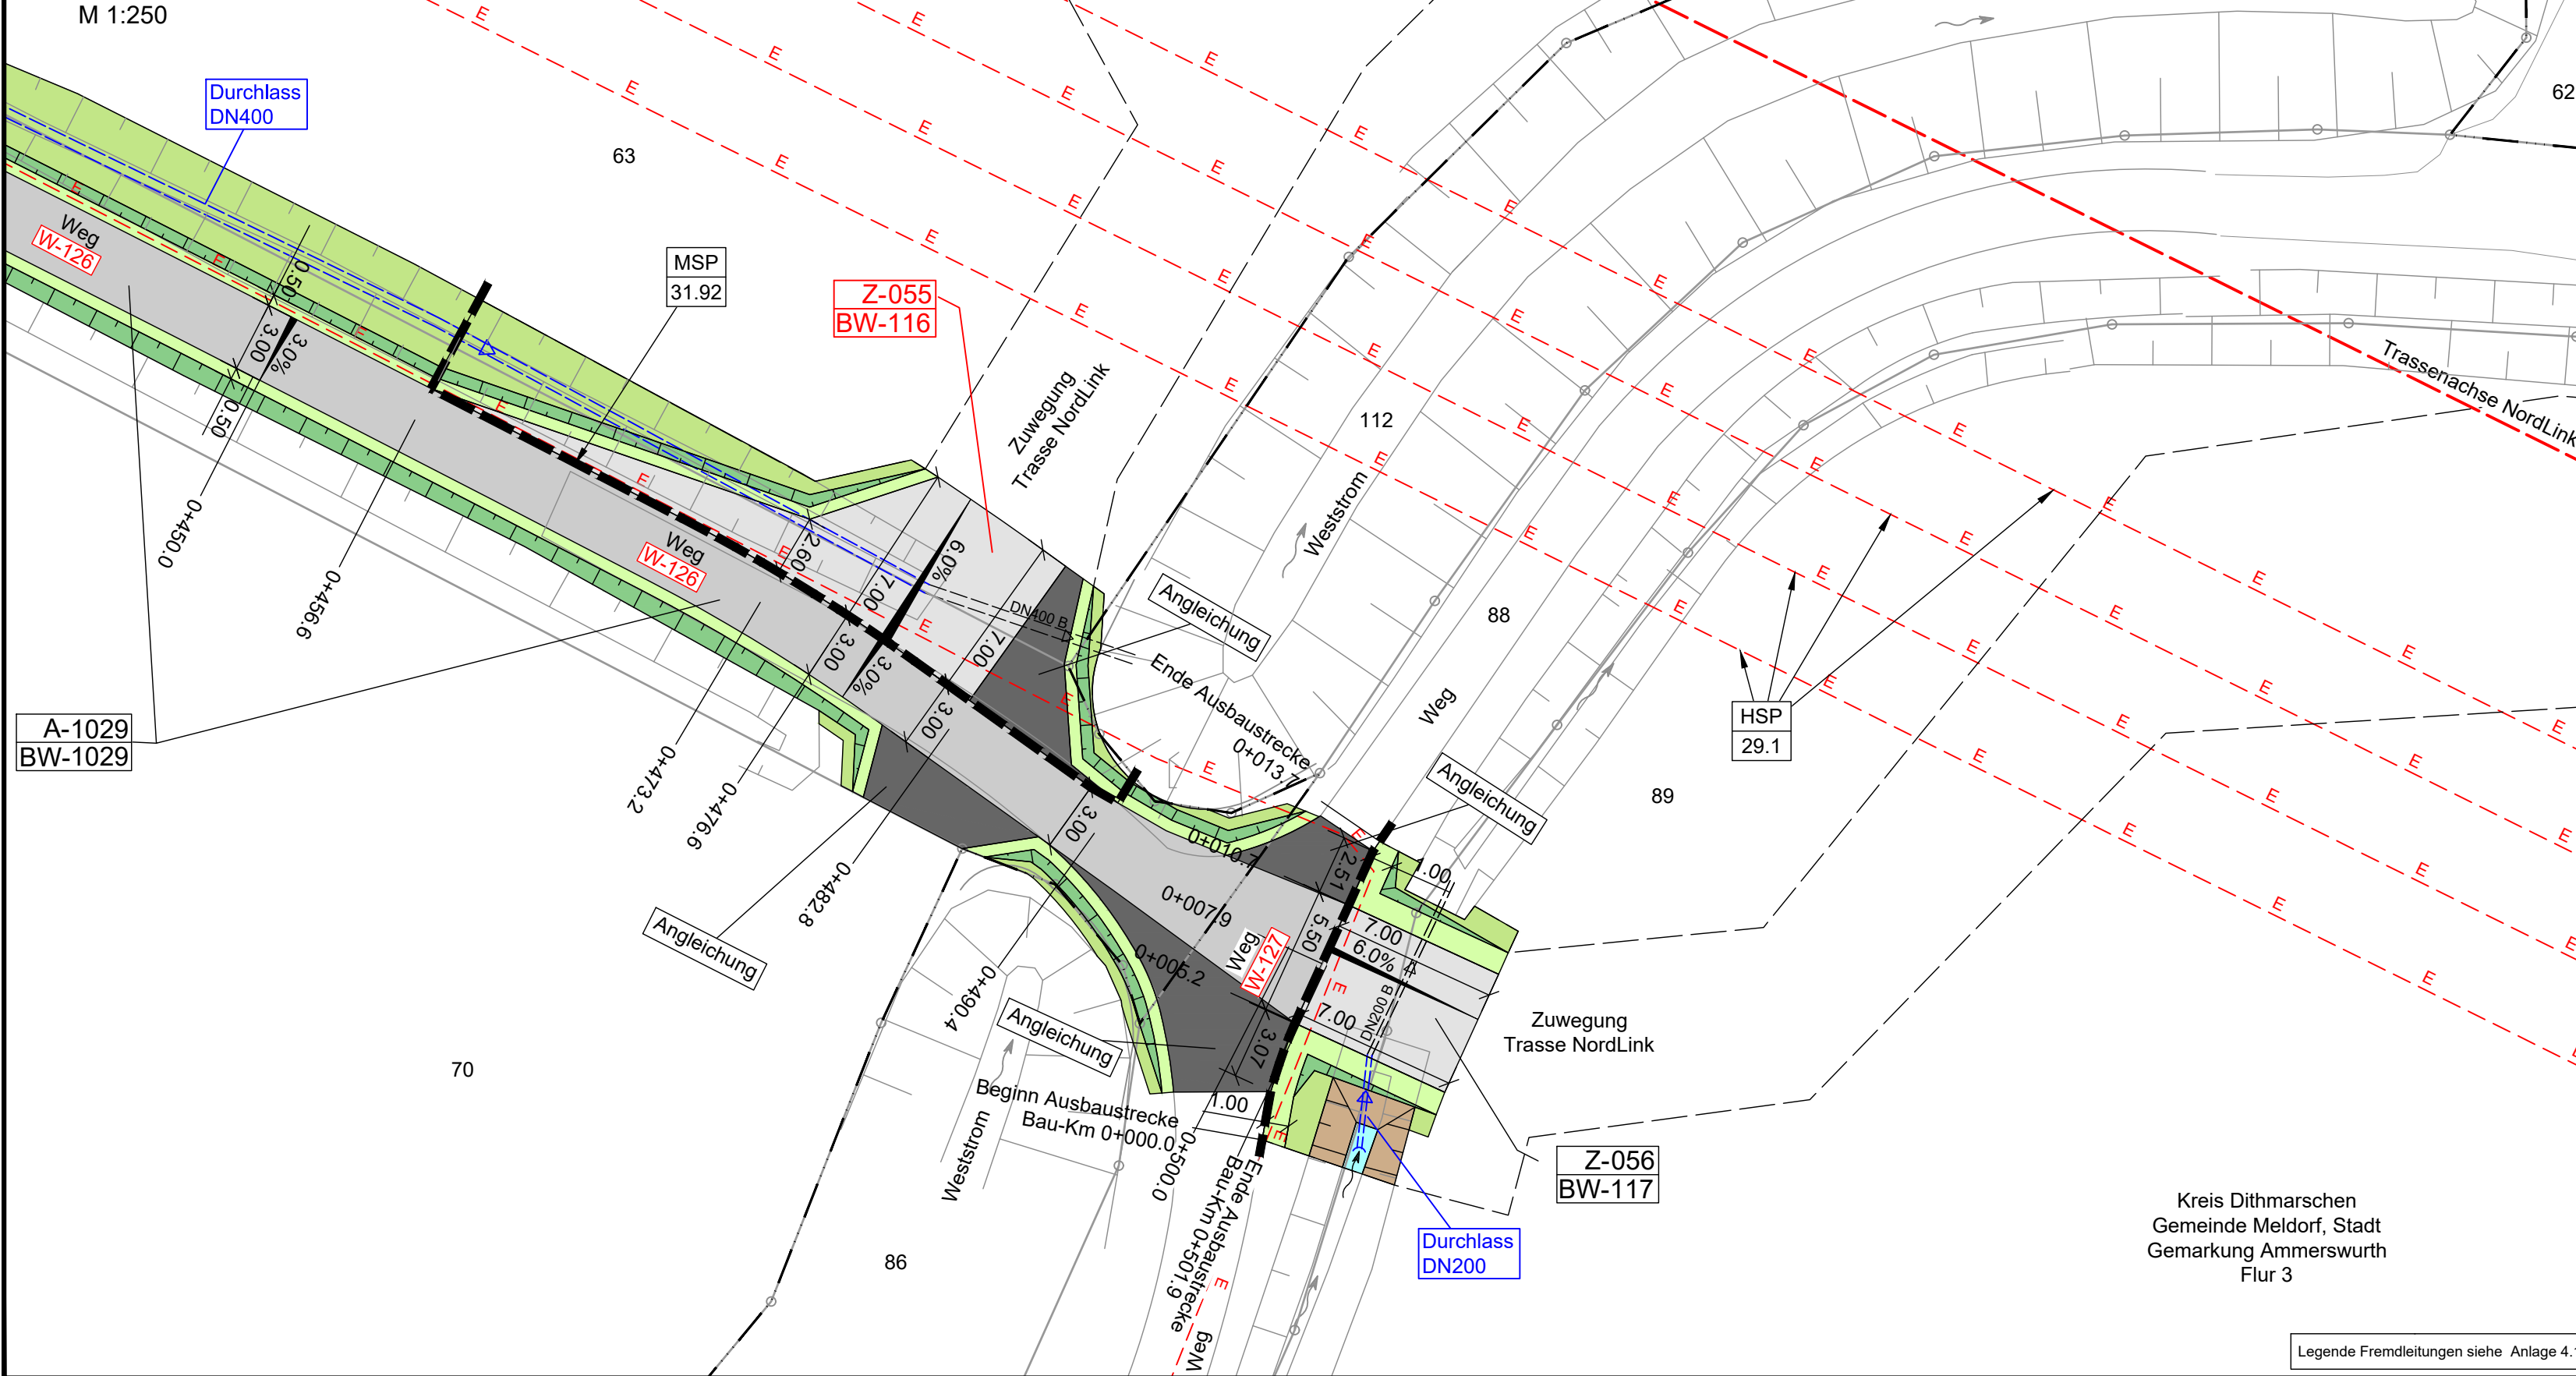 M 1:250
Durchlass
DN400
63
62
112
88
89
70
86
Weg
W-126
0.50
3.00
3.0%
0.50
MSP
31.92
Z-055
BW-116
Zuwegung
Trasse NordLink
Weststrom
Trassenachse NordLink
0+450.0
0+456.6
Weg
W-126
2.60
7.00
6.0%
3.00
3.0%
7.00
3.00
DN400 B
Angleichung
Ende Ausbaustrecke
0+013.7
Weg
HSP
29.1
A-1029
BW-1029
0+473.2
0+476.6
0+482.8
0+490.4
3.00
0+010.7
0+007.9
0+005.2
Angleichung
Angleichung
Angleichung
2.51
1.00
5.50
7.00
6.0%
7.00
3.07
DN200 B
Weg
W-127
Zuwegung
Trasse NordLink
Beginn Ausbaustrecke
Bau-Km 0+000.0
1.00
0+500.0
Ende Ausbaustrecke
Bau-Km 0+501.9
Weststrom
Weg
Z-056
BW-117
Durchlass
DN200
Kreis Dithmarschen
Gemeinde Meldorf, Stadt
Gemarkung Ammerswurth
Flur 3
Legende Fremdleitungen siehe Anlage 4.
E
E
E
E
E
E
E
E
E
E
E
E